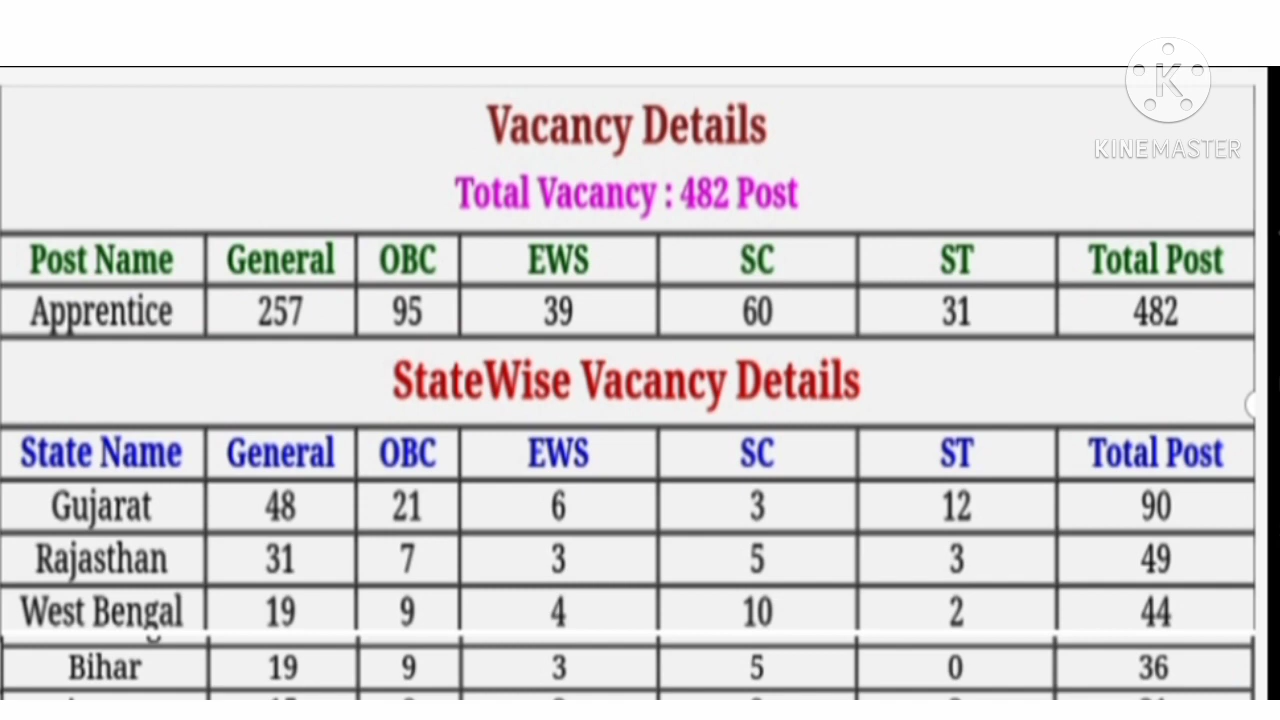 K
KINEMASTER
Vacancy Details
Total Vacancy : 482 Post
Post Name General OBC EWS SC ST Total Post
Apprentice 257 95 39 60 31 482
StateWise Vacancy Details
State Name General OBC EWS SC ST Total Post
Gujarat 48 21 6 3 12 90
Rajasthan 31 7 3 5 3 49
West Bengal 19 9 4 10 2 44
Bihar 19 9 3 5 0 36